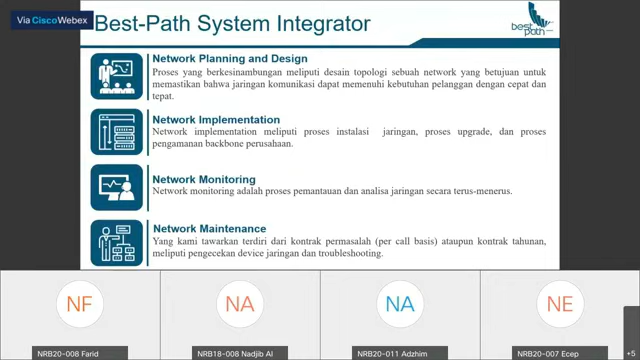 Via CiscoWebex
Best-Path System Integrator
best
path
Network Planning and Design
Proses yang berkesinambungan meliputi desain topologi sebuah network yang betujuan untuk
memastikan bahwa jaringan komunikasi dapat memenuhi kebutuhan pelanggan dengan cepat dan
tepat.
Network Implementation
Network implementation meliputi proses instalasi jaringan, proses upgrade, dan proses
pengamanan backbone perusahaan.
Network Monitoring
Network monitoring adalah proses pemantauan dan analisa jaringan secara terus-menerus.
Network Maintenance
Yang kami tawarkan terdiri dari kontrak permasalah (per call basis) ataupun kontrak tahunan,
meliputi pengecekan device jaringan dan troubleshooting.
NF
NA
NA
NE
NRB20-008 Farid
NRB18-008 Nadjib Al
NRB20-011 Adzhim
NRB20-007 Ecep
+5